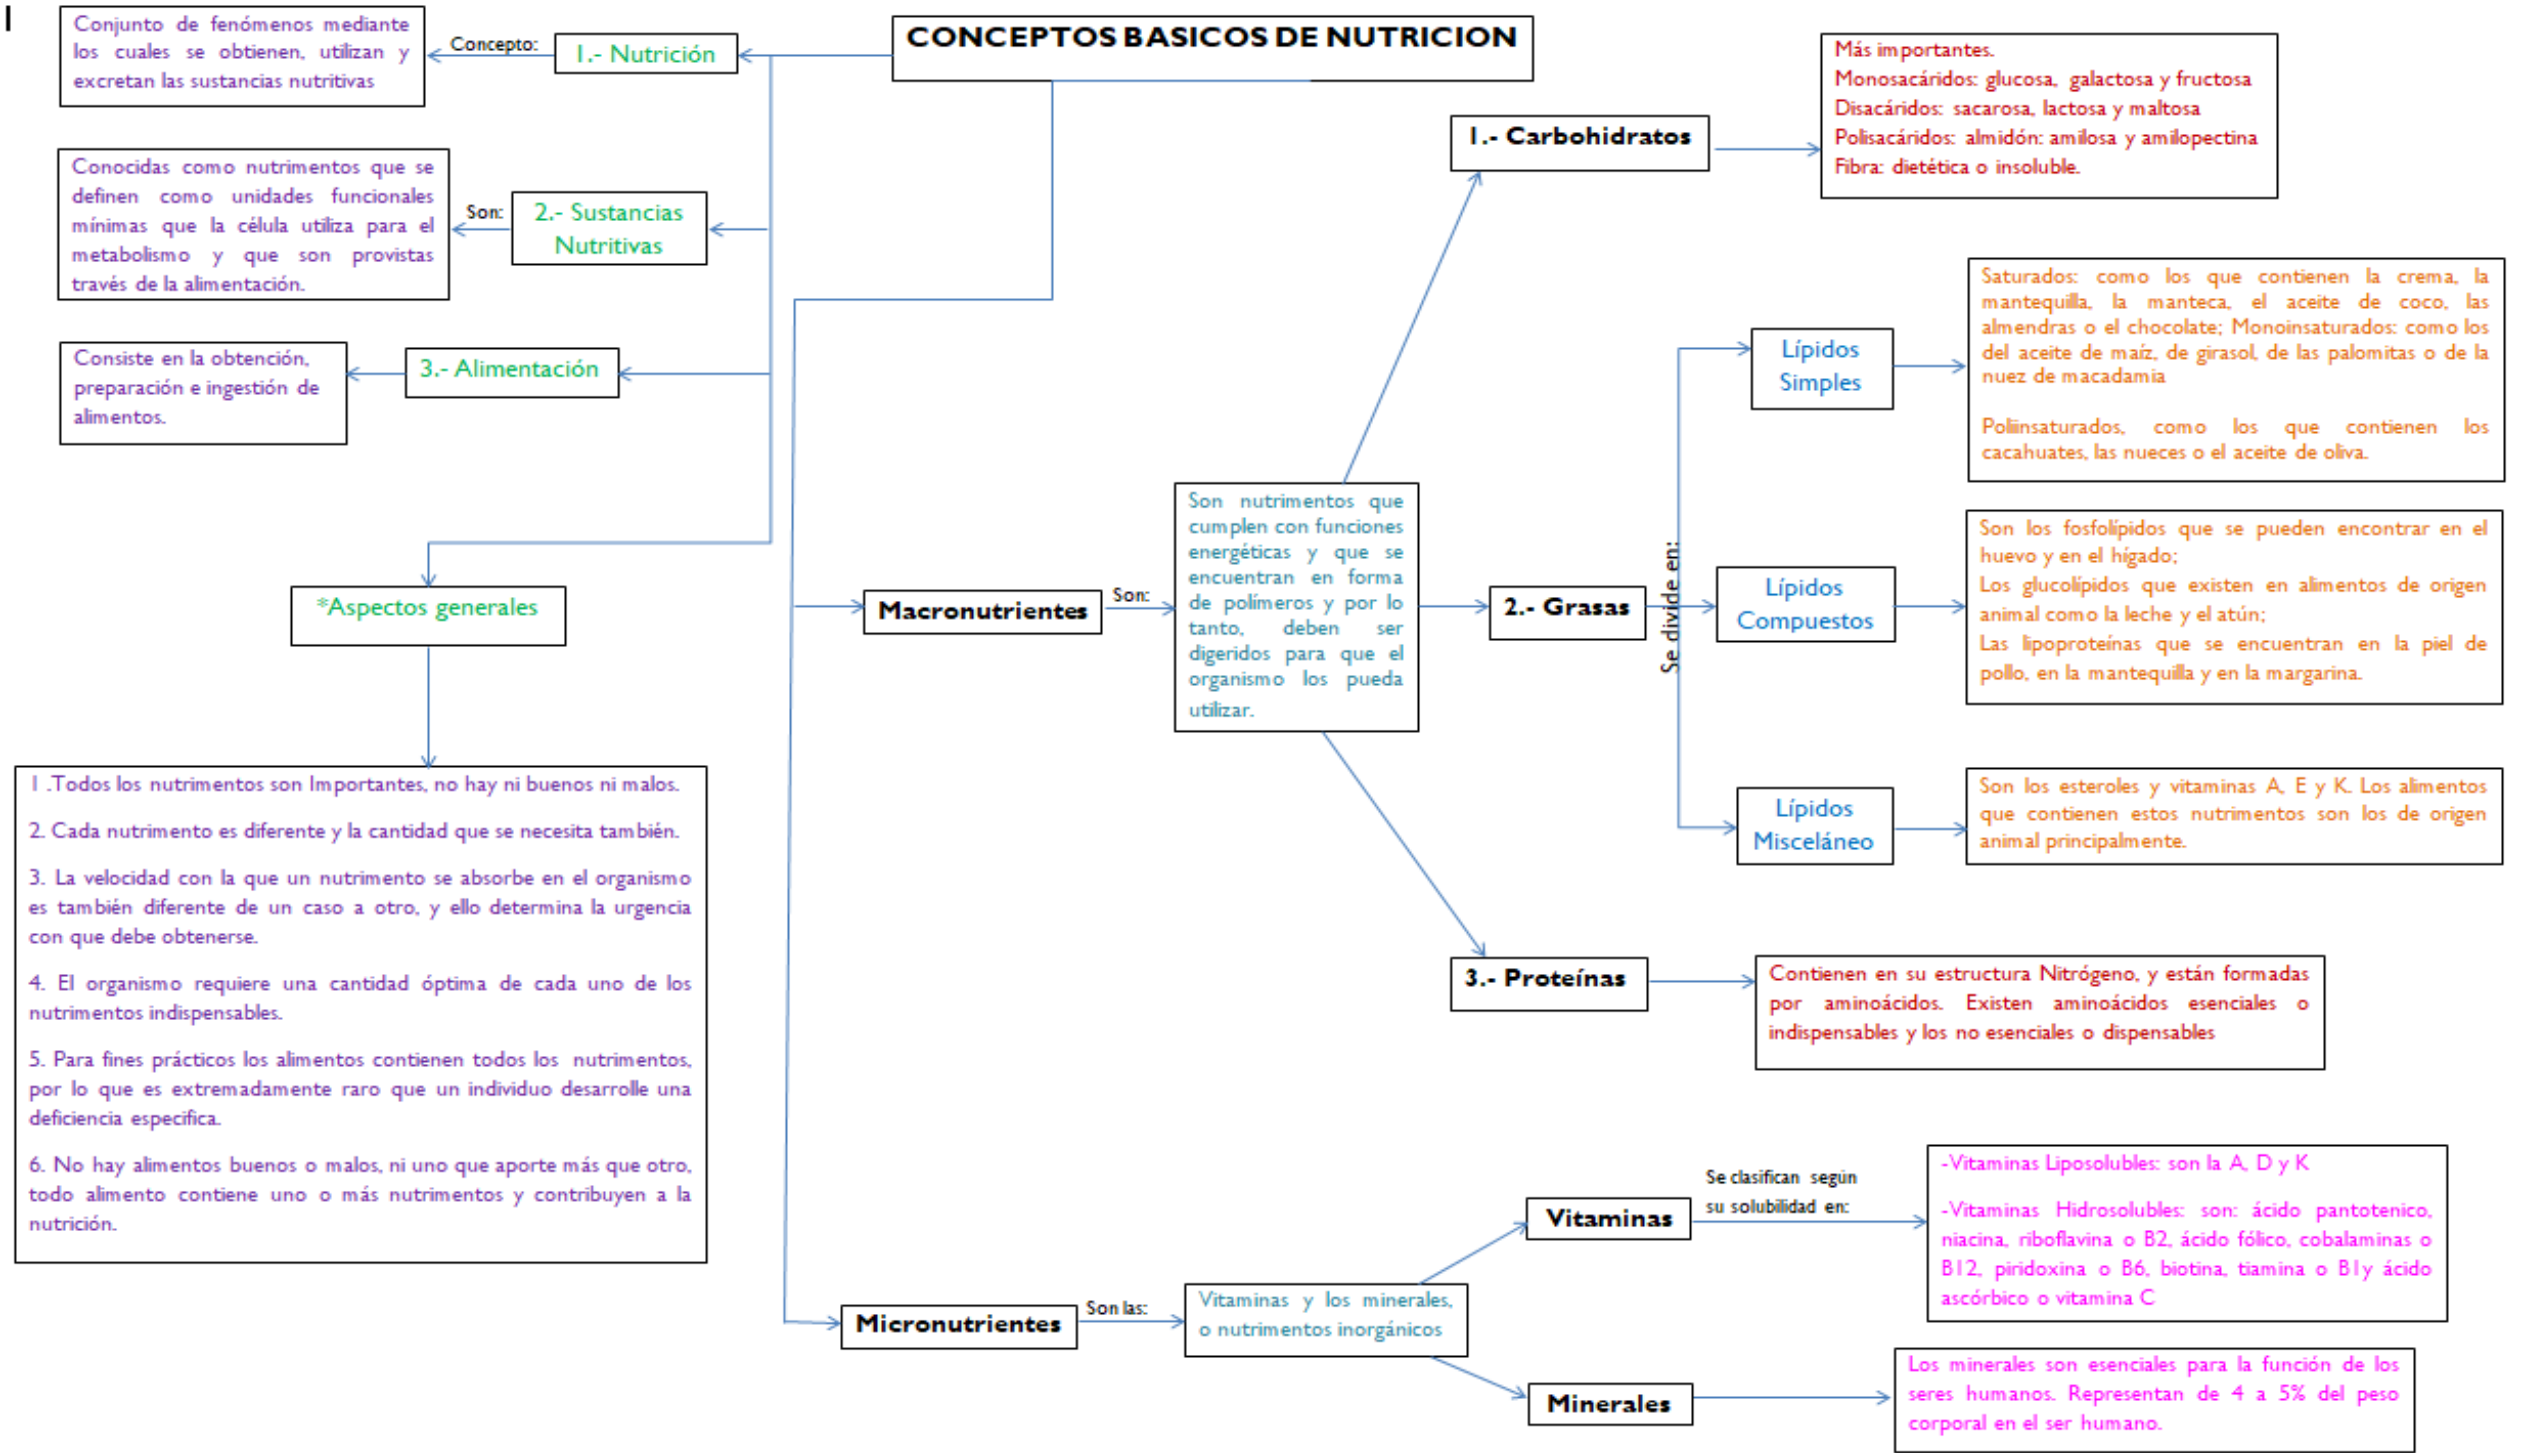 CONCEPTOS BASICOS DE NUTRICION
1.- Nutrición
Concepto:
Conjunto de fenómenos mediante
los cuales se obtienen, utilizan y
excretan las sustancias nutritivas
2.- Sustancias
Nutritivas
Son:
Conocidas como nutrimentos que se
definen como unidades funcionales
mínimas que la célula utiliza para el
metabolismo y que son provistas
través de la alimentación.
3.- Alimentación
Consiste en la obtención,
preparación e ingestión de
alimentos.
*Aspectos generales
1 .Todos los nutrimentos son Importantes, no hay ni buenos ni malos.
2. Cada nutrimento es diferente y la cantidad que se necesita también.
3. La velocidad con la que un nutrimento se absorbe en el organismo
es también diferente de un caso a otro, y ello determina la urgencia
con que debe obtenerse.
4. El organismo requiere una cantidad óptima de cada uno de los
nutrimentos indispensables.
5. Para fines prácticos los alimentos contienen todos los nutrimentos,
por lo que es extremadamente raro que un individuo desarrolle una
deficiencia especifica.
6. No hay alimentos buenos o malos, ni uno que aporte más que otro,
todo alimento contiene uno o más nutrimentos y contribuyen a la
nutrición.
Macronutrientes
Son:
Son nutrimentos que
cumplen con funciones
energéticas y que se
encuentran en forma
de polímeros y por lo
tanto, deben ser
digeridos para que el
organismo los pueda
utilizar.
1.- Carbohidratos
Más importantes.
Monosacáridos: glucosa, galactosa y fructosa
Disacáridos: sacarosa, lactosa y maltosa
Polisacáridos: almidón: amilosa y amilopectina
Fibra: dietética o insoluble.
2.- Grasas
Se divide en:
Lípidos
Simples
Saturados: como los que contienen la crema, la
mantequilla, la manteca, el aceite de coco, las
almendras o el chocolate; Monoinsaturados: como los
del aceite de maíz, de girasol, de las palomitas o de la
nuez de macadamia
Poliinsaturados, como los que contienen los
cacahuates, las nueces o el aceite de oliva.
Lípidos
Compuestos
Son los fosfolípidos que se pueden encontrar en el
huevo y en el hígado;
Los glucolípidos que existen en alimentos de origen
animal como la leche y el atún;
Las lipoproteínas que se encuentran en la piel de
pollo, en la mantequilla y en la margarina.
Lípidos
Misceláneo
Son los esteroles y vitaminas A, E y K. Los alimentos
que contienen estos nutrimentos son los de origen
animal principalmente.
3.- Proteínas
Contienen en su estructura Nitrógeno, y están formadas
por aminoácidos. Existen aminoácidos esenciales o
indispensables y los no esenciales o dispensables
Micronutrientes
Son las:
Vitaminas y los minerales,
o nutrimentos inorgánicos
Vitaminas
Se clasifican según
su solubilidad en:
-Vitaminas Liposolubles: son la A, D y K
-Vitaminas Hidrosolubles: son: ácido pantotenico,
niacina, riboflavina o B2, ácido fólico, cobalaminas o
B12, piridoxina o B6, biotina, tiamina o B1y ácido
ascórbico o vitamina C
Minerales
Los minerales son esenciales para la función de los
seres humanos. Representan de 4 a 5% del peso
corporal en el ser humano.